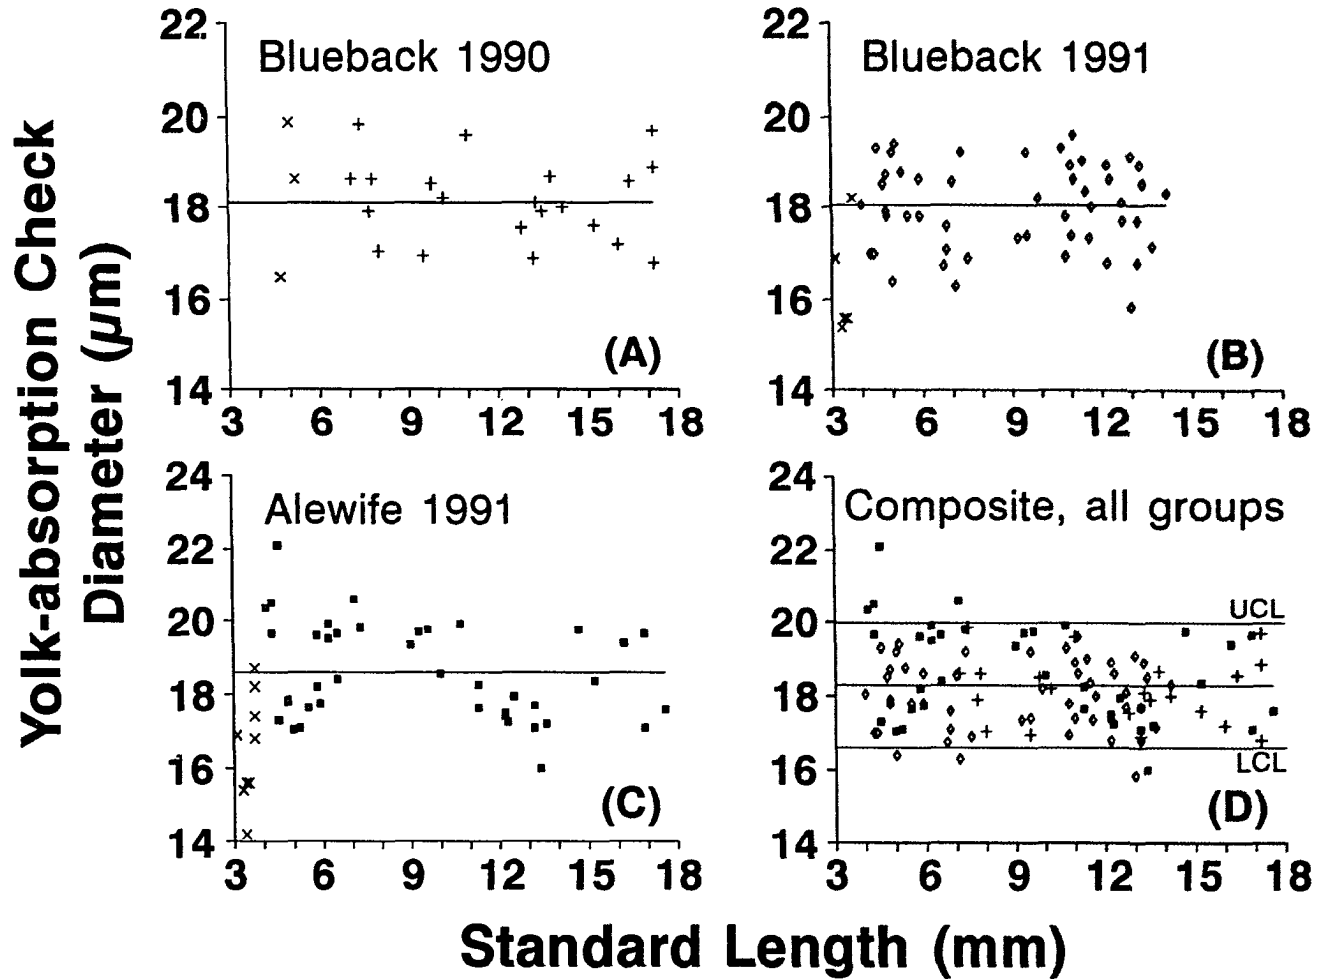 Yolk-absorption Check
Diameter (µm)
22
20
18
16
14
Blueback 1990
(A)
3 6 9 12 15 18
22
20
18
16
14
Blueback 1991
(B)
3 6 9 12 15 18
24
22
20
18
16
14
Alewife 1991
(C)
3 6 9 12 15 18
24
22
20
18
16
14
Composite, all groups
UCL
LCL
(D)
3 6 9 12 15 18
Standard Length (mm)